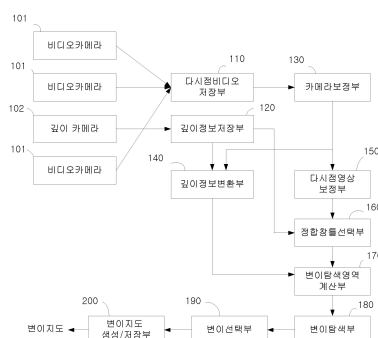 101
비디오카메라
101
비디오카메라
102
깊이 카메라
101
비디오카메라
110
다시점비디오
저장부
120
깊이정보저장부
130
카메라보정부
140
깊이정보변환부
150
다시점영상
보정부
160
정합창틀선택부
170
변이탐색영역
계산부
180
변이탐색부
190
변이선택부
200
변이지도
생성/저장부
변이지도